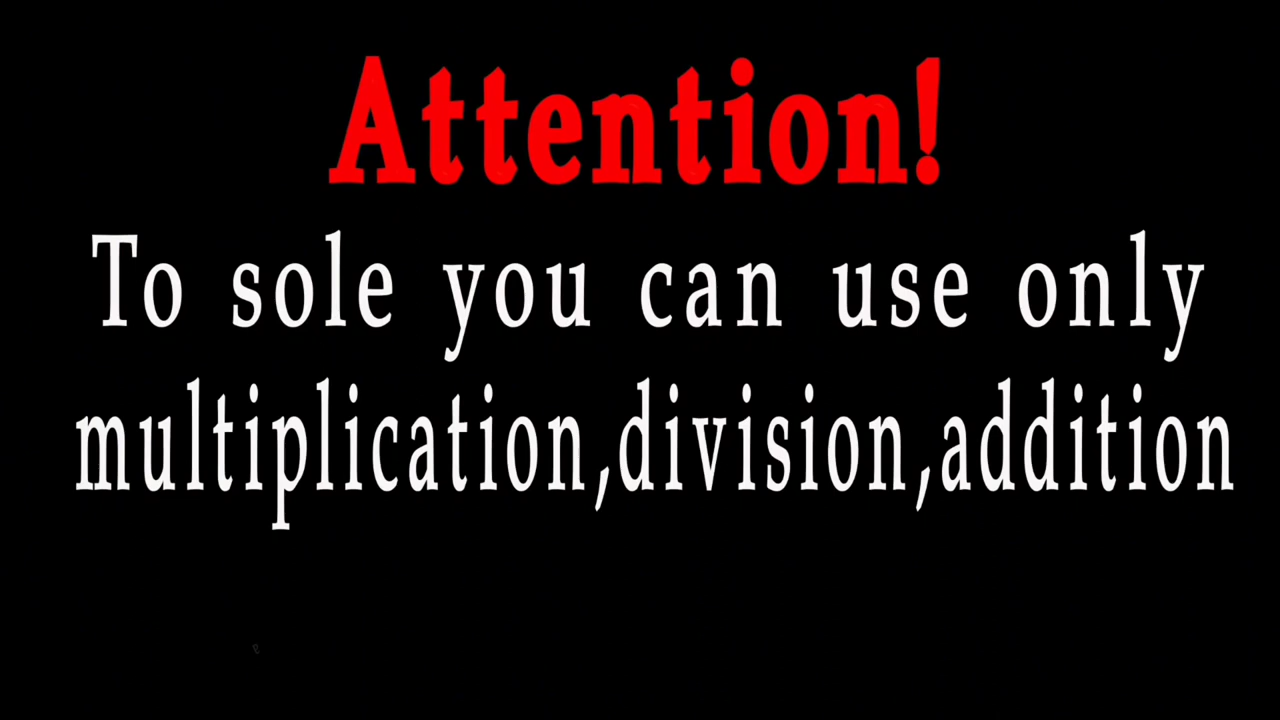 Attention!
To sole you can use only
multiplication,division,addition